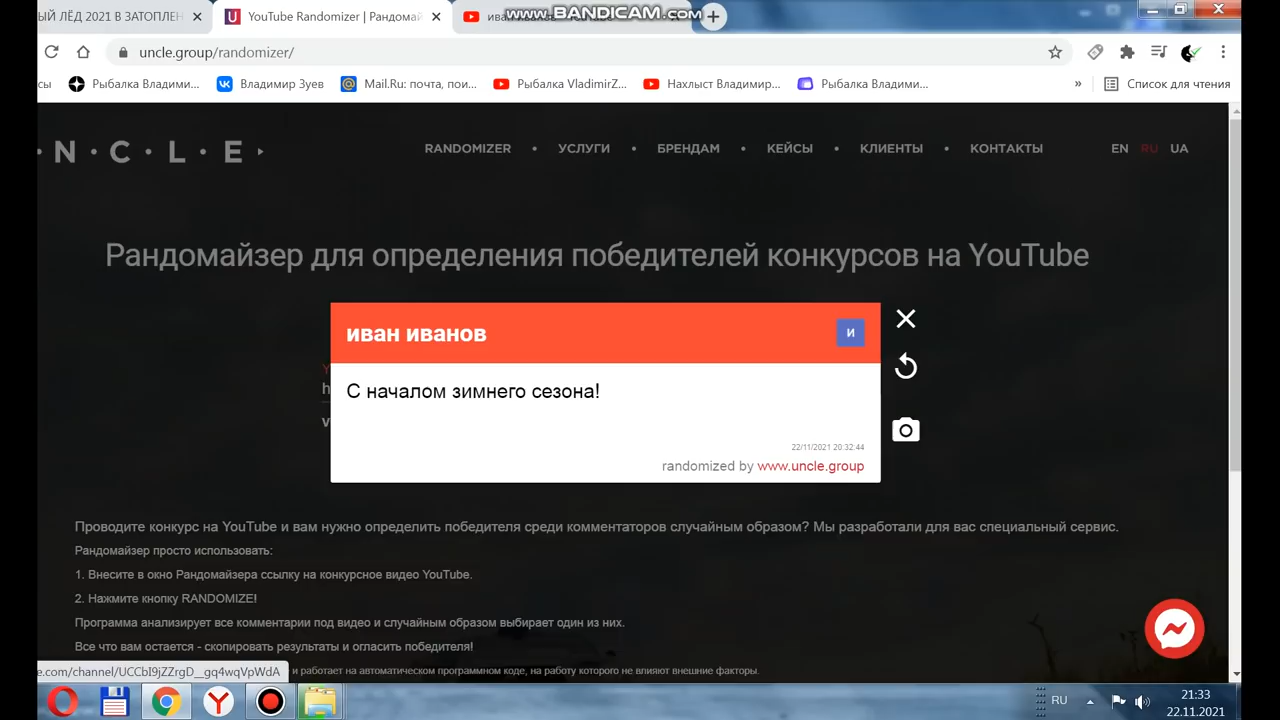 ЫЙ ЛЁД 2021 В ЗАТОПЛЕН
YouTube Randomizer | Рандомай
www.BANDICAM.com
uncle.group/randomizer/
сы
Рыбалка Владими...
Владимир Зуев
Mail.Ru: почта, пои...
Рыбалка VladimirZ...
Нахлыст Владимир...
Рыбалка Владими...
»
Список для чтения
• N • C • L • E
RANDOMIZER • УСЛУГИ • БРЕНДАМ • КЕЙСЫ • КЛИЕНТЫ • КОНТАКТЫ
EN RU UA
Рандомайзер для определения победителей конкурсов на YouTube
иван иванов
И
С началом зимнего сезона!
22/11/2021 20:32:44
randomized by www.uncle.group
Проводите конкурс на YouTube и вам нужно определить победителя среди комментаторов случайным образом? Мы разработали для вас специальный сервис.
Рандомайзер просто использовать:
1. Внесите в окно Рандомайзера ссылку на конкурсное видео YouTube.
2. Нажмите кнопку RANDOMIZE!
Программа анализирует все комментарии под видео и случайным образом выбирает один из них.
Все что вам остается - скопировать результаты и огласить победителя!
e.com/channel/UCCbI9jZZrgD__gq4wqVpWdA
и работает на автоматическом программном коде, на работу которого не влияют внешние факторы.
RU
21:33
22.11.2021